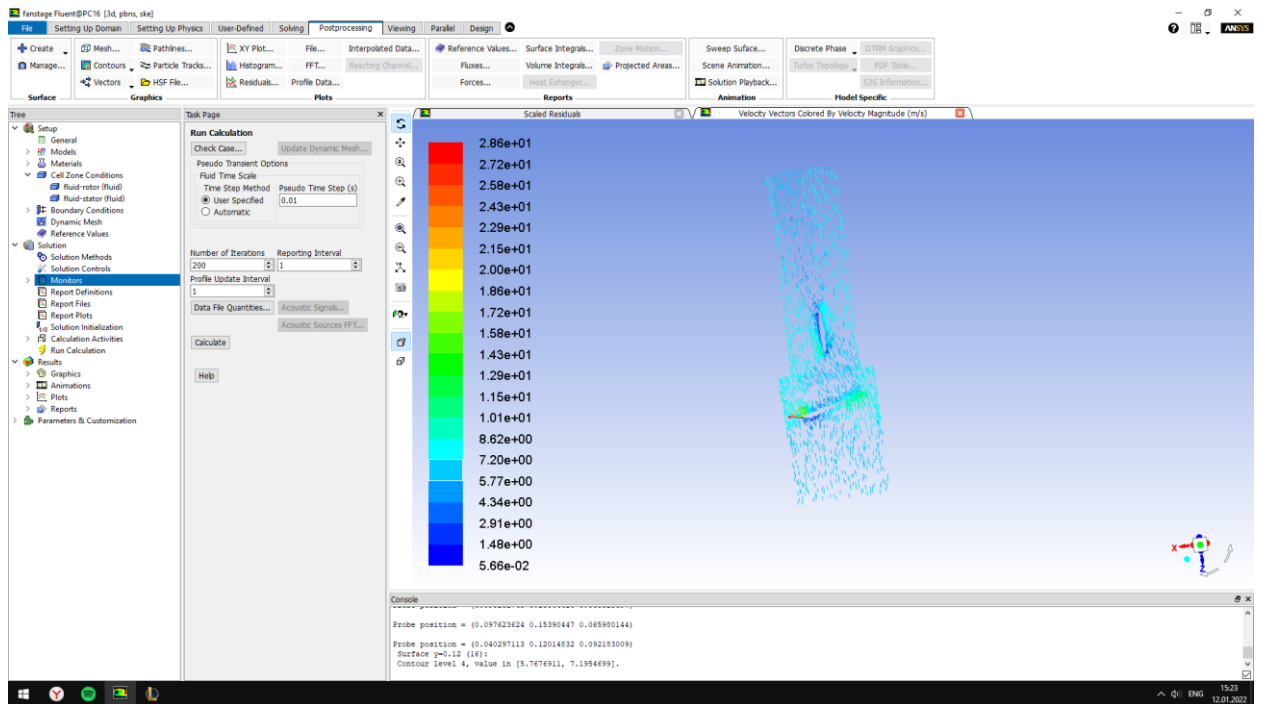 fanstage Fluent@PC16 [3d, pbns, ske]
File Setting Up Domain Setting Up Physics User-Defined Solving Postprocessing Viewing Parallel Design
ANSYS
Create Mesh... Pathlines... XY Plot... File... Interpolated Data... Reference Values... Surface Integrals... Zone Motion... Sweep Suface... Discrete Phase DTRM Graphics...
Manage... Contours Particle Tracks... Histogram... FFT... Reacting Channel... Fluxes... Volume Integrals... Projected Areas... Scene Animation... Turbo Topology PDF Table...
Vectors HSF File... Residuals... Profile Data... Forces... Heat Exhanger... Solution Playback... S2S Information...
Surface Graphics Plots Reports Animation Model Specific
Tree
Setup
General
Models
Materials
Cell Zone Conditions
fluid-rotor (fluid)
fluid-stator (fluid)
Boundary Conditions
Dynamic Mesh
Reference Values
Solution
Solution Methods
Solution Controls
Monitors
Report Definitions
Report Files
Report Plots
Solution Initialization
Calculation Activities
Run Calculation
Results
Graphics
Animations
Plots
Reports
Parameters & Customization
Task Page
Run Calculation
Check Case... Update Dynamic Mesh...
Pseudo Transient Options
Fluid Time Scale
Time Step Method Pseudo Time Step (s)
User Specified 0.01
Automatic
Number of Iterations Reporting Interval
200 1
Profile Update Interval
1
Data File Quantities... Acoustic Signals...
Acoustic Sources FFT...
Calculate
Help
Scaled Residuals Velocity Vectors Colored By Velocity Magnitude (m/s)
2.86e+01
2.72e+01
2.58e+01
2.43e+01
2.29e+01
2.15e+01
2.00e+01
1.86e+01
1.72e+01
1.58e+01
1.43e+01
1.29e+01
1.15e+01
1.01e+01
8.62e+00
7.20e+00
5.77e+00
4.34e+00
2.91e+00
1.48e+00
5.66e-02
X
Z
Console
Probe position = (0.097623624 0.15390447 0.065980144)
Probe position = (0.040297113 0.12014832 0.092183009)
Surface y=0.12 (16):
Contour level 4, value in [5.7676911, 7.1954699].
ENG 15:23
12.01.2022